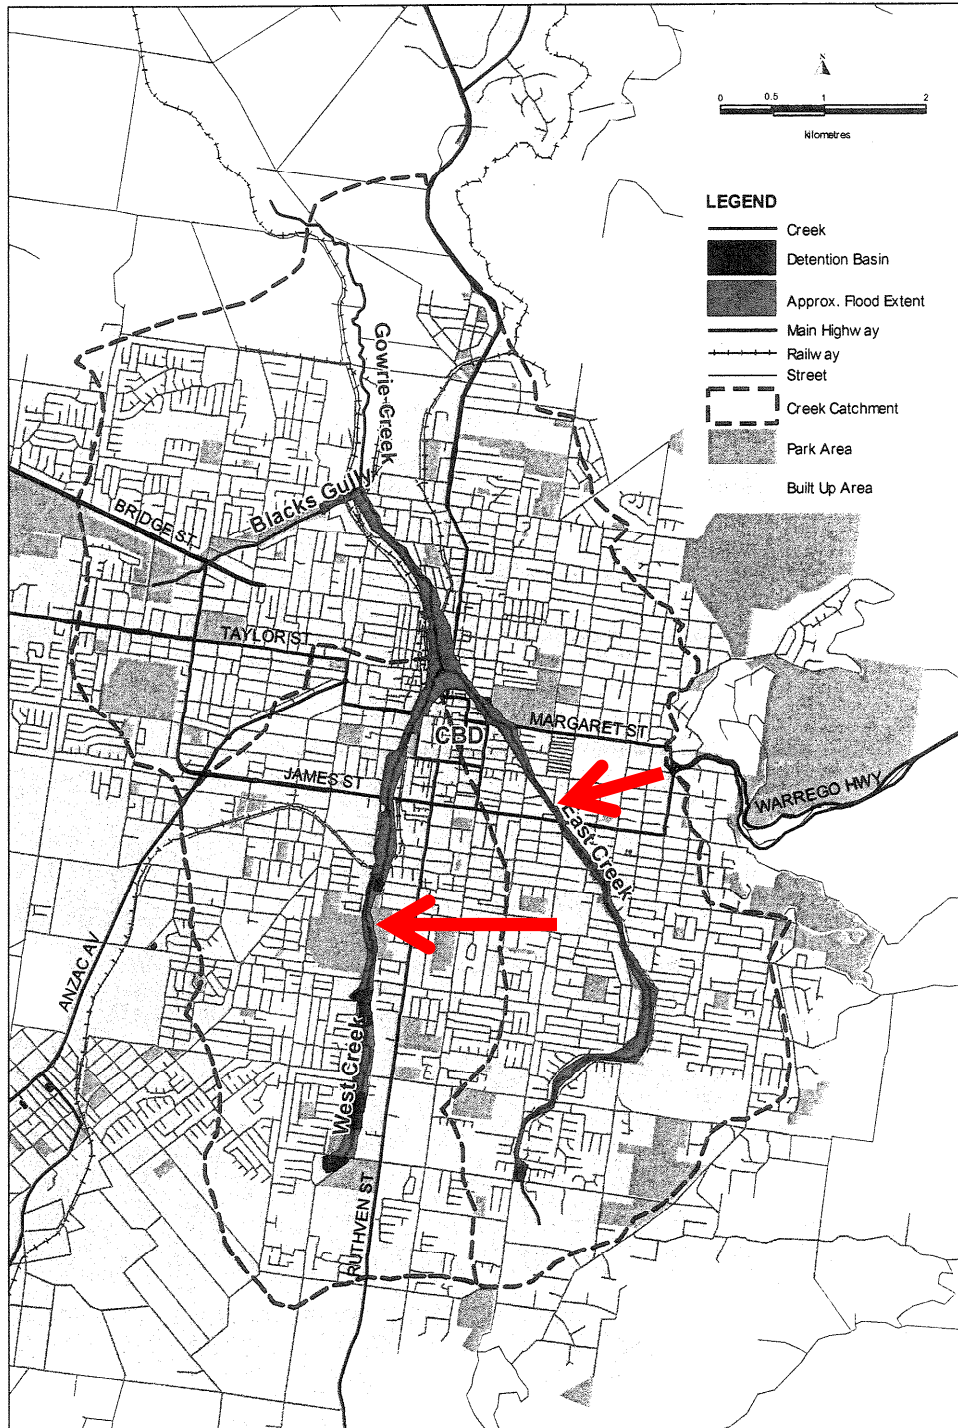 0
0.5
1
2
kilometres
LEGEND
Creek
Detention Basin
Approx. Flood Extent
Main Highway
Railway
Street
Creek Catchment
Park Area
Built Up Area
Gowrie Creek
Blacks Gully
BRIDGE ST
TAYLOR ST
MARGARET ST
CBD
JAMES ST
WARREGO HWY
East Creek
ANZAC AV
West Creek
RUTHVEN ST